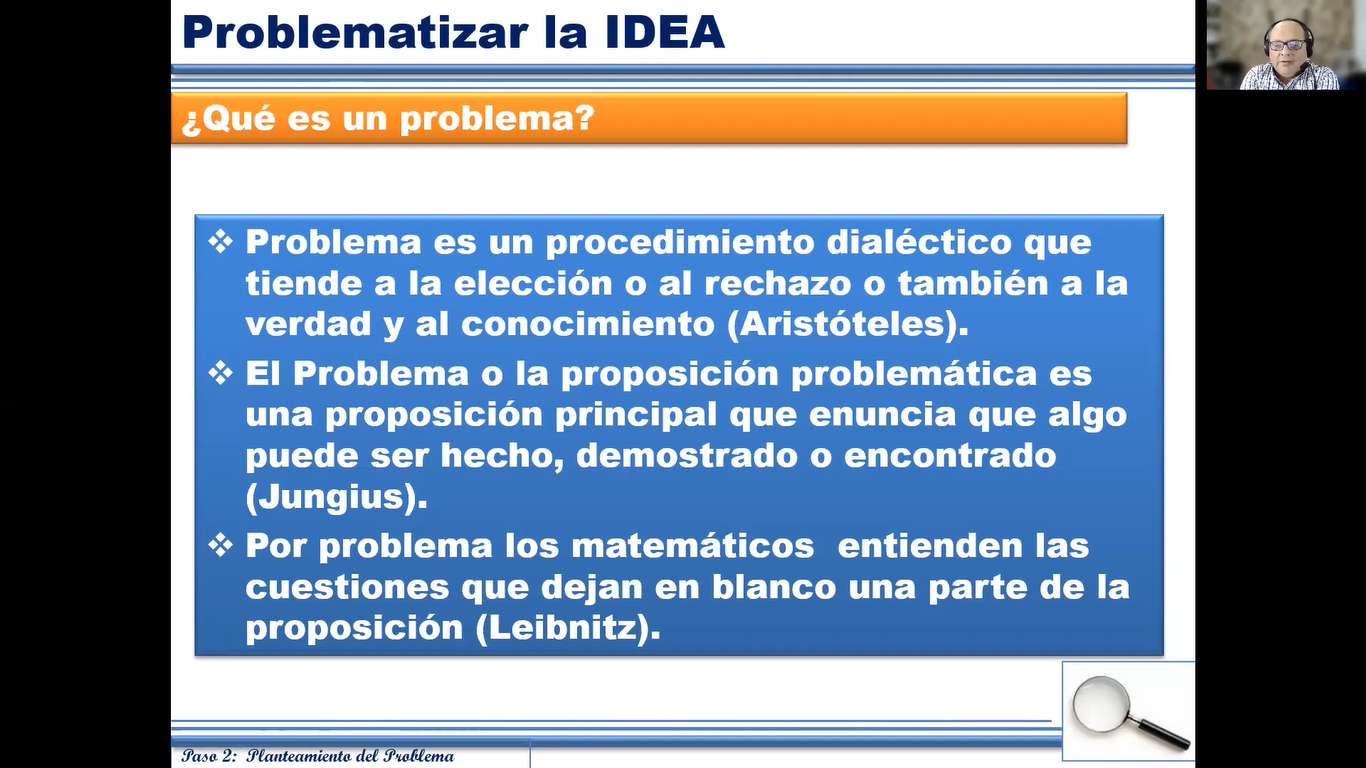 Problematizar la IDEA
¿Qué es un problema?
❖ Problema es un procedimiento dialéctico que
tiende a la elección o al rechazo o también a la
verdad y al conocimiento (Aristóteles).
❖ El Problema o la proposición problemática es
una proposición principal que enuncia que algo
puede ser hecho, demostrado o encontrado
(Jungius).
❖ Por problema los matemáticos  entienden las
cuestiones que dejan en blanco una parte de la
proposición (Leibnitz).
Paso 2: Planteamiento del Problema